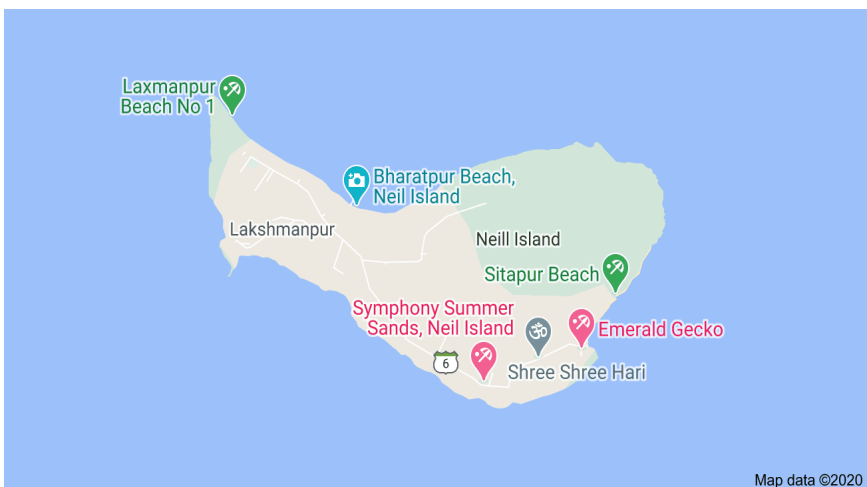 Laxmanpur
Beach No 1
Bharatpur Beach,
Neil Island
Lakshmanpur
Neill Island
Sitapur Beach
Symphony Summer
Sands, Neil Island
Emerald Gecko
ॐ
6
Shree Shree Hari
Map data ©2020